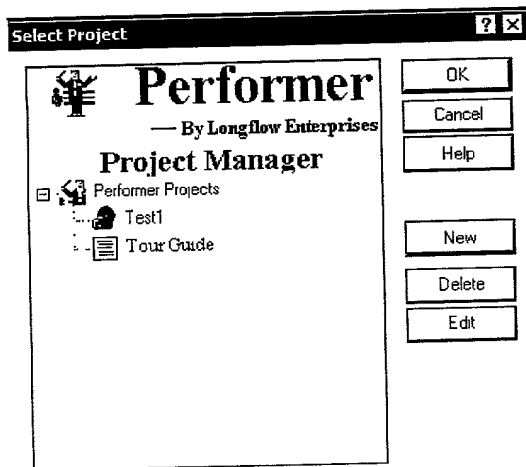 Select Project
? X
Performer
— By Longflow Enterprises
Project Manager
Performer Projects
Test1
Tour Guide
OK
Cancel
Help
New
Delete
Edit